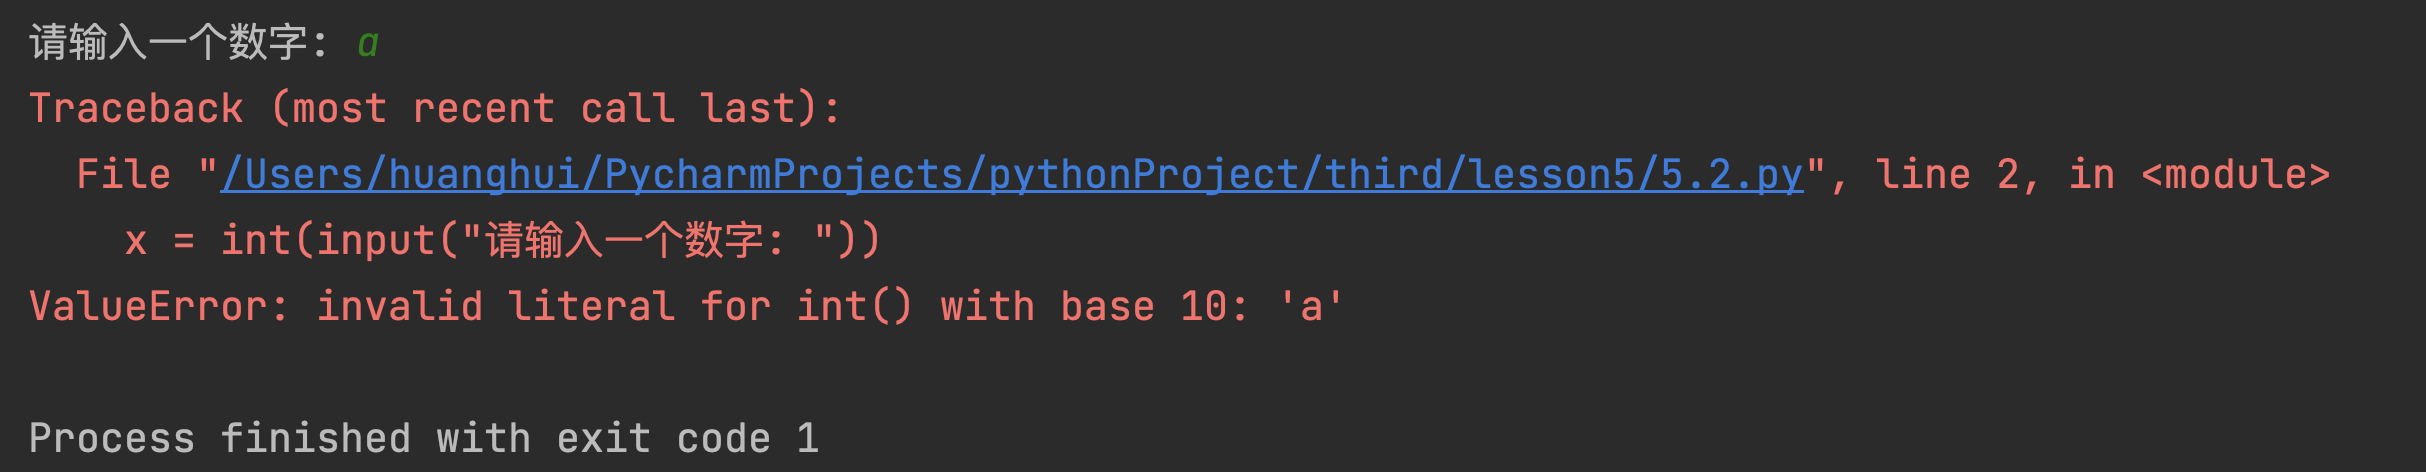 请输入一个数字: a
Traceback (most recent call last):
  File "/Users/huanghui/PycharmProjects/pythonProject/third/lesson5/5.2.py", line 2, in <module>
    x = int(input("请输入一个数字: "))
ValueError: invalid literal for int() with base 10: 'a'
Process finished with exit code 1